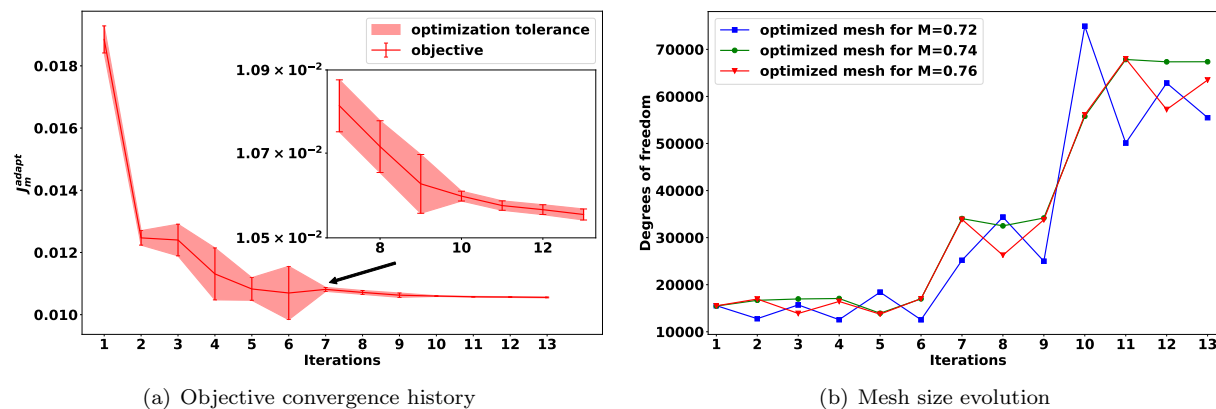 optimization tolerance
objective
1.09 × 10⁻²
1.07 × 10⁻²
1.05 × 10⁻²
8 10 12
0.018
0.016
0.014
0.012
0.010
J_m^adapt
1 2 3 4 5 6 7 8 9 10 11 12 13
Iterations
(a) Objective convergence history
optimized mesh for M=0.72
optimized mesh for M=0.74
optimized mesh for M=0.76
70000
60000
50000
40000
30000
20000
10000
Degrees of freedom
1 2 3 4 5 6 7 8 9 10 11 12 13
Iterations
(b) Mesh size evolution